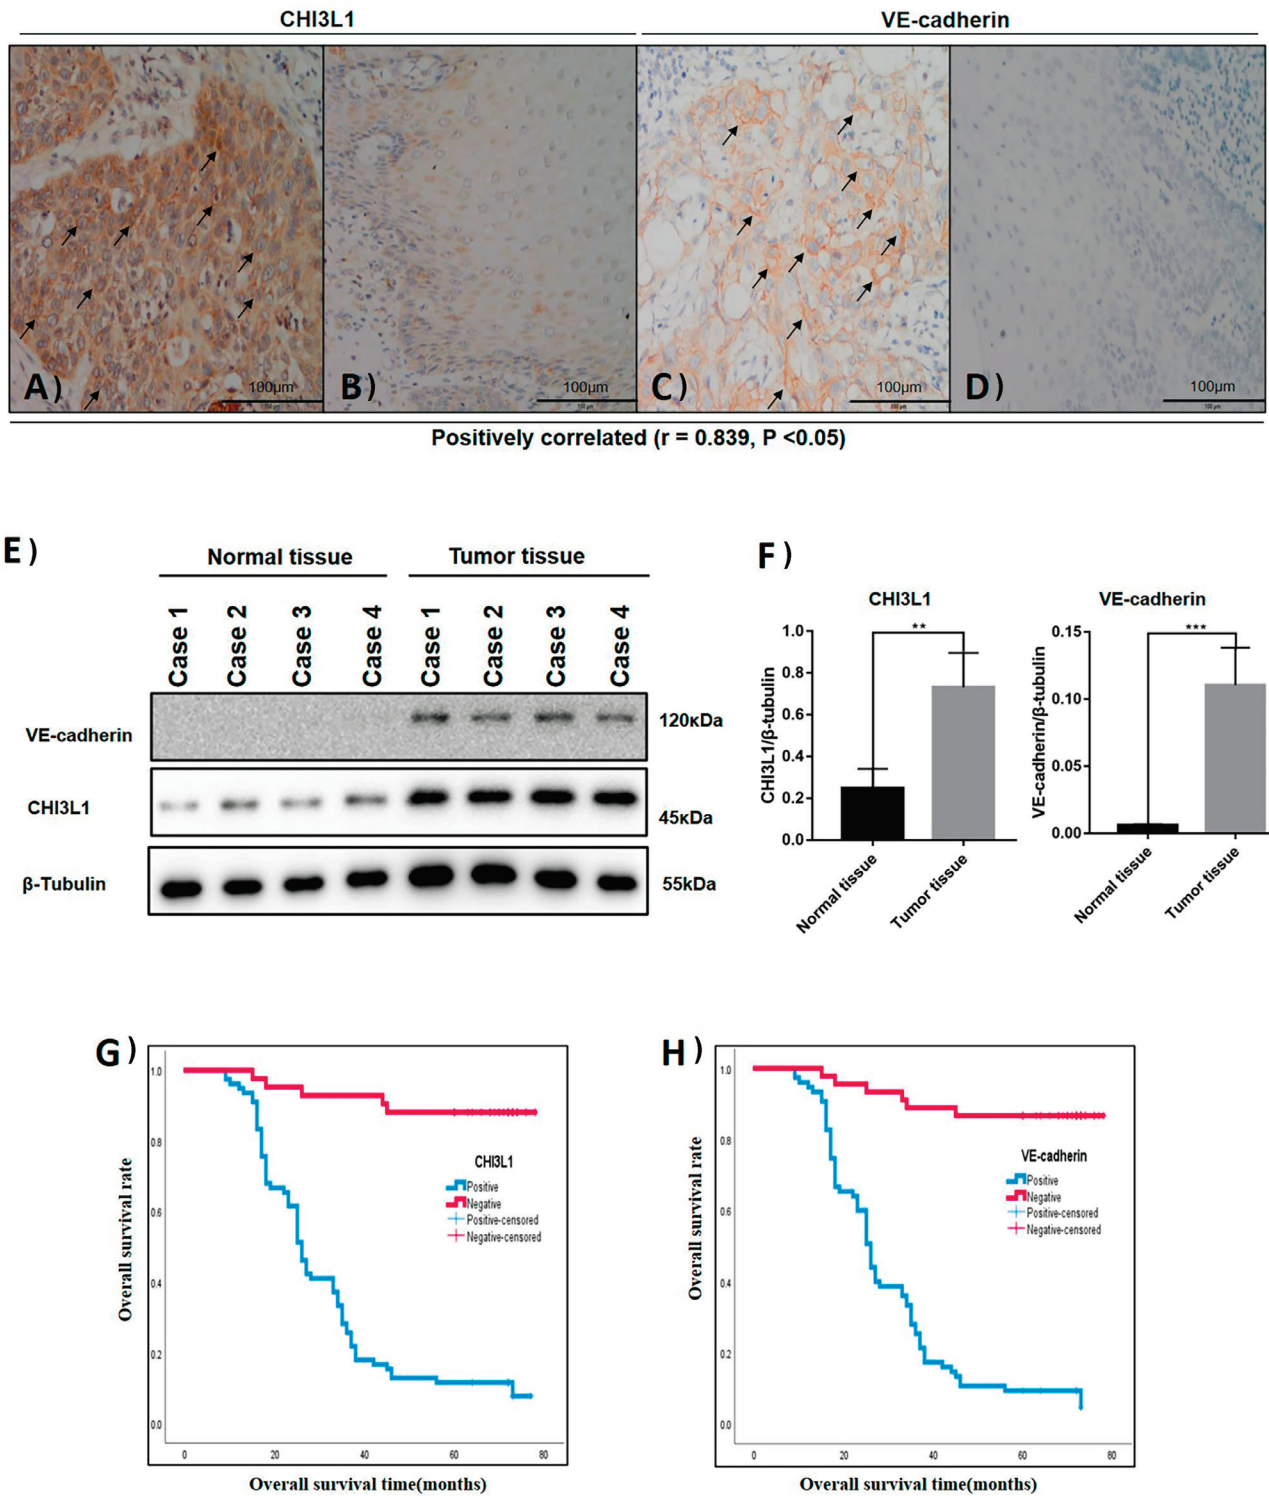 CHI3L1
VE-cadherin
A)
100μm
B)
100μm
C)
100μm
D)
100μm
Positively correlated (r = 0.839, P <0.05)
E)
Normal tissue
Tumor tissue
Case 1
Case 2
Case 3
Case 4
Case 1
Case 2
Case 3
Case 4
VE-cadherin
120κDa
CHI3L1
45κDa
β-Tubulin
55kDa
F)
CHI3L1
**
CHI3L1/β-tubulin
1.0
0.8
0.6
0.4
0.2
0.0
Normal tissue
Tumor tissue
VE-cadherin
***
VE-cadherin/β-tubulin
0.15
0.10
0.05
0.00
Normal tissue
Tumor tissue
G)
Overall survival rate
1.0
0.8
0.6
0.4
0.2
0.0
CHI3L1
Positive
Negative
Positive-censored
Negative-censored
0
20
40
60
80
Overall survival time(months)
H)
Overall survival rate
1.0
0.8
0.6
0.4
0.2
0.0
VE-cadherin
Positive
Negative
Positive-censored
Negative-censored
0
20
40
60
80
Overall survival time(months)